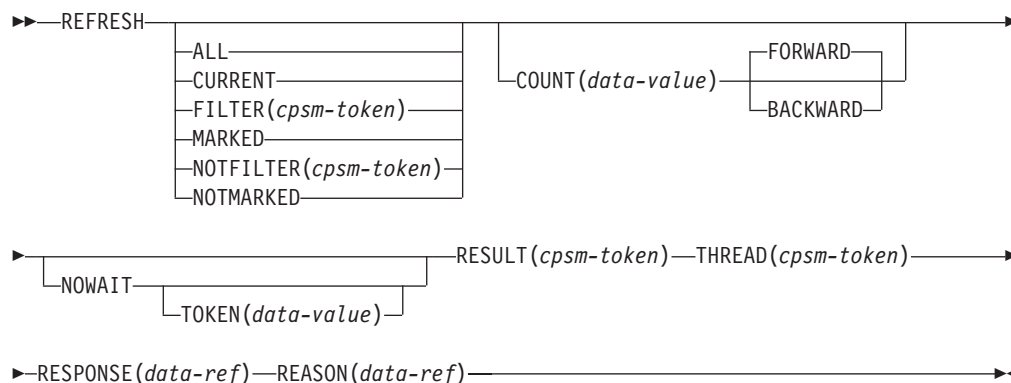 REFRESH
ALL
CURRENT
FILTER(cpsm-token)
MARKED
NOTFILTER(cpsm-token)
NOTMARKED
COUNT(data-value)
FORWARD
BACKWARD
NOWAIT
TOKEN(data-value)
RESULT(cpsm-token) THREAD(cpsm-token)
RESPONSE(data-ref) REASON(data-ref)